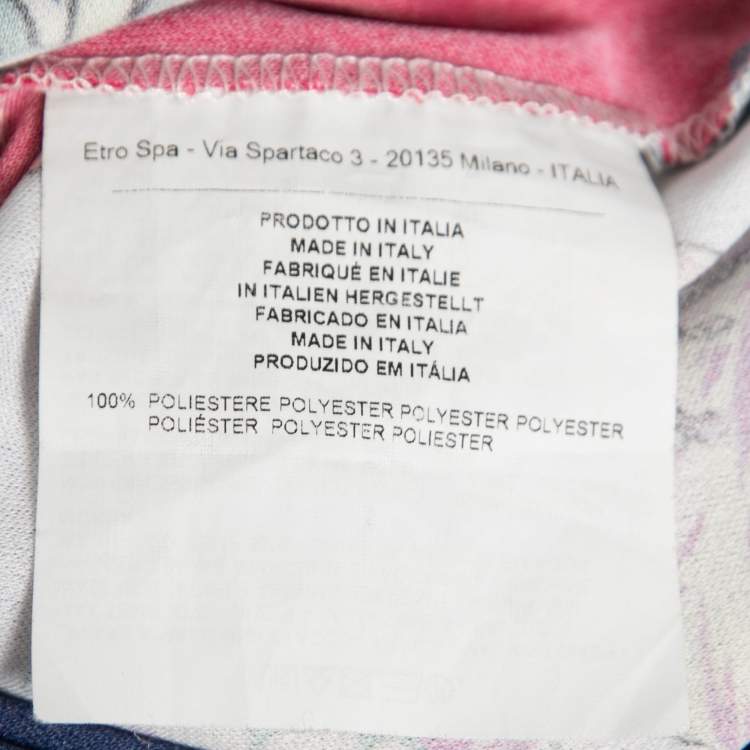 Etro Spa - Via Spartaco 3 - 20135 Milano - ITALIA
PRODOTTO IN ITALIA
MADE IN ITALY
FABRIQUÉ EN ITALIE
IN ITALIEN HERGESTELLT
FABRICADO EN ITALIA
MADE IN ITALY
PRODUZIDO EM ITÁLIA
100% POLIESTERE POLYESTER POLYESTER POLYESTER
POLIÉSTER POLYESTER POLIESTER